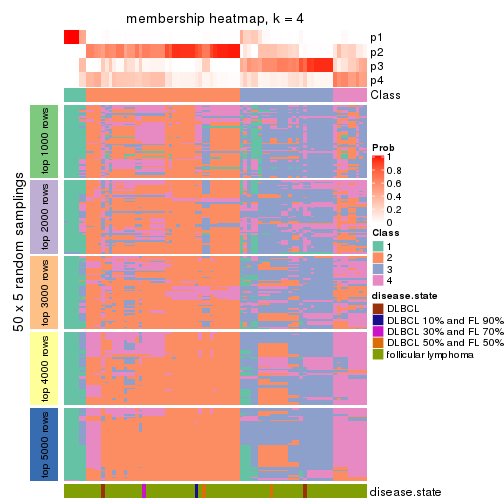 membership heatmap, k = 4
p1
p2
p3
p4
Class
50 x 5 random samplings
top 1000 rows
top 2000 rows
top 3000 rows
top 4000 rows
top 5000 rows
Prob
1
0.8
0.6
0.4
0.2
0
Class
1
2
3
4
disease.state
DLBCL
DLBCL 10% and FL 90%
DLBCL 30% and FL 70%
DLBCL 50% and FL 50%
follicular lymphoma
disease.state